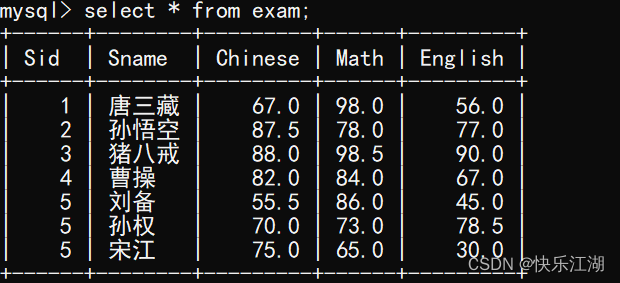 mysql> select * from exam;
+------+--------+---------+------+---------+
| Sid  | Sname  | Chinese | Math | English |
+------+--------+---------+------+---------+
|    1 | 唐三藏 |    67.0 | 98.0 |    56.0 |
|    2 | 孙悟空 |    87.5 | 78.0 |    77.0 |
|    3 | 猪八戒 |    88.0 | 98.5 |    90.0 |
|    4 | 曹操   |    82.0 | 84.0 |    67.0 |
|    5 | 刘备   |    55.5 | 86.0 |    45.0 |
|    5 | 孙权   |    70.0 | 73.0 |    78.5 |
|    5 | 宋江   |    75.0 | 65.0 |    30.0 |
+------+--------+---------+------+---------+
CSDN @快乐江湖